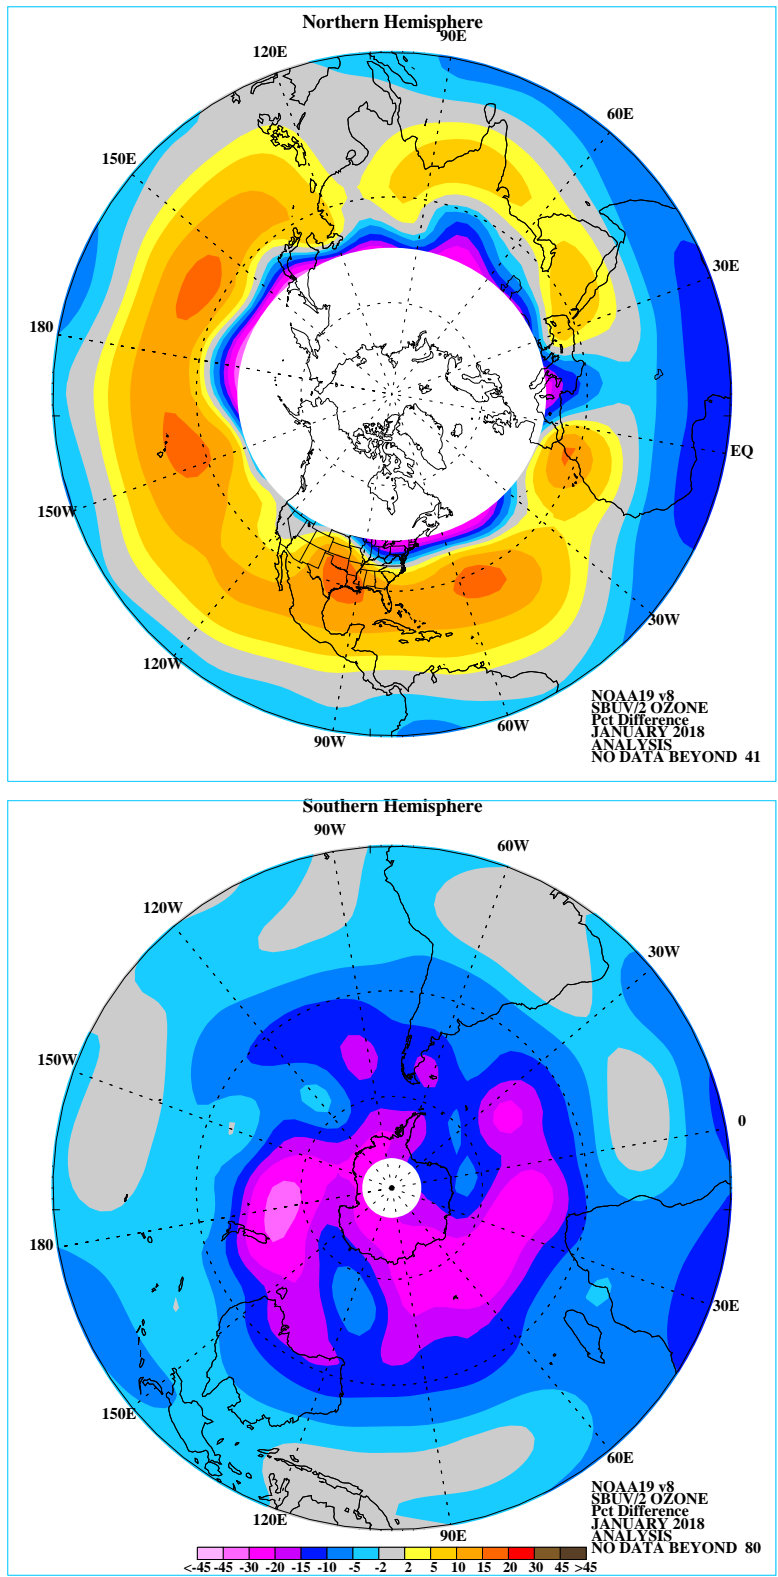 Northern Hemisphere
90E
120E
60E
150E
30E
180
EQ
150W
30W
120W
60W
90W
NOAA19 v8
SBUV/2 OZONE
Pct Difference
JANUARY 2018
ANALYSIS
NO DATA BEYOND 41
Southern Hemisphere
90W
60W
120W
30W
150W
0
180
30E
150E
60E
120E
90E
NOAA19 v8
SBUV/2 OZONE
Pct Difference
JANUARY 2018
ANALYSIS
NO DATA BEYOND 80
<-45 -45 -30 -20 -15 -10 -5 -2 2 5 10 15 20 30 45 >45